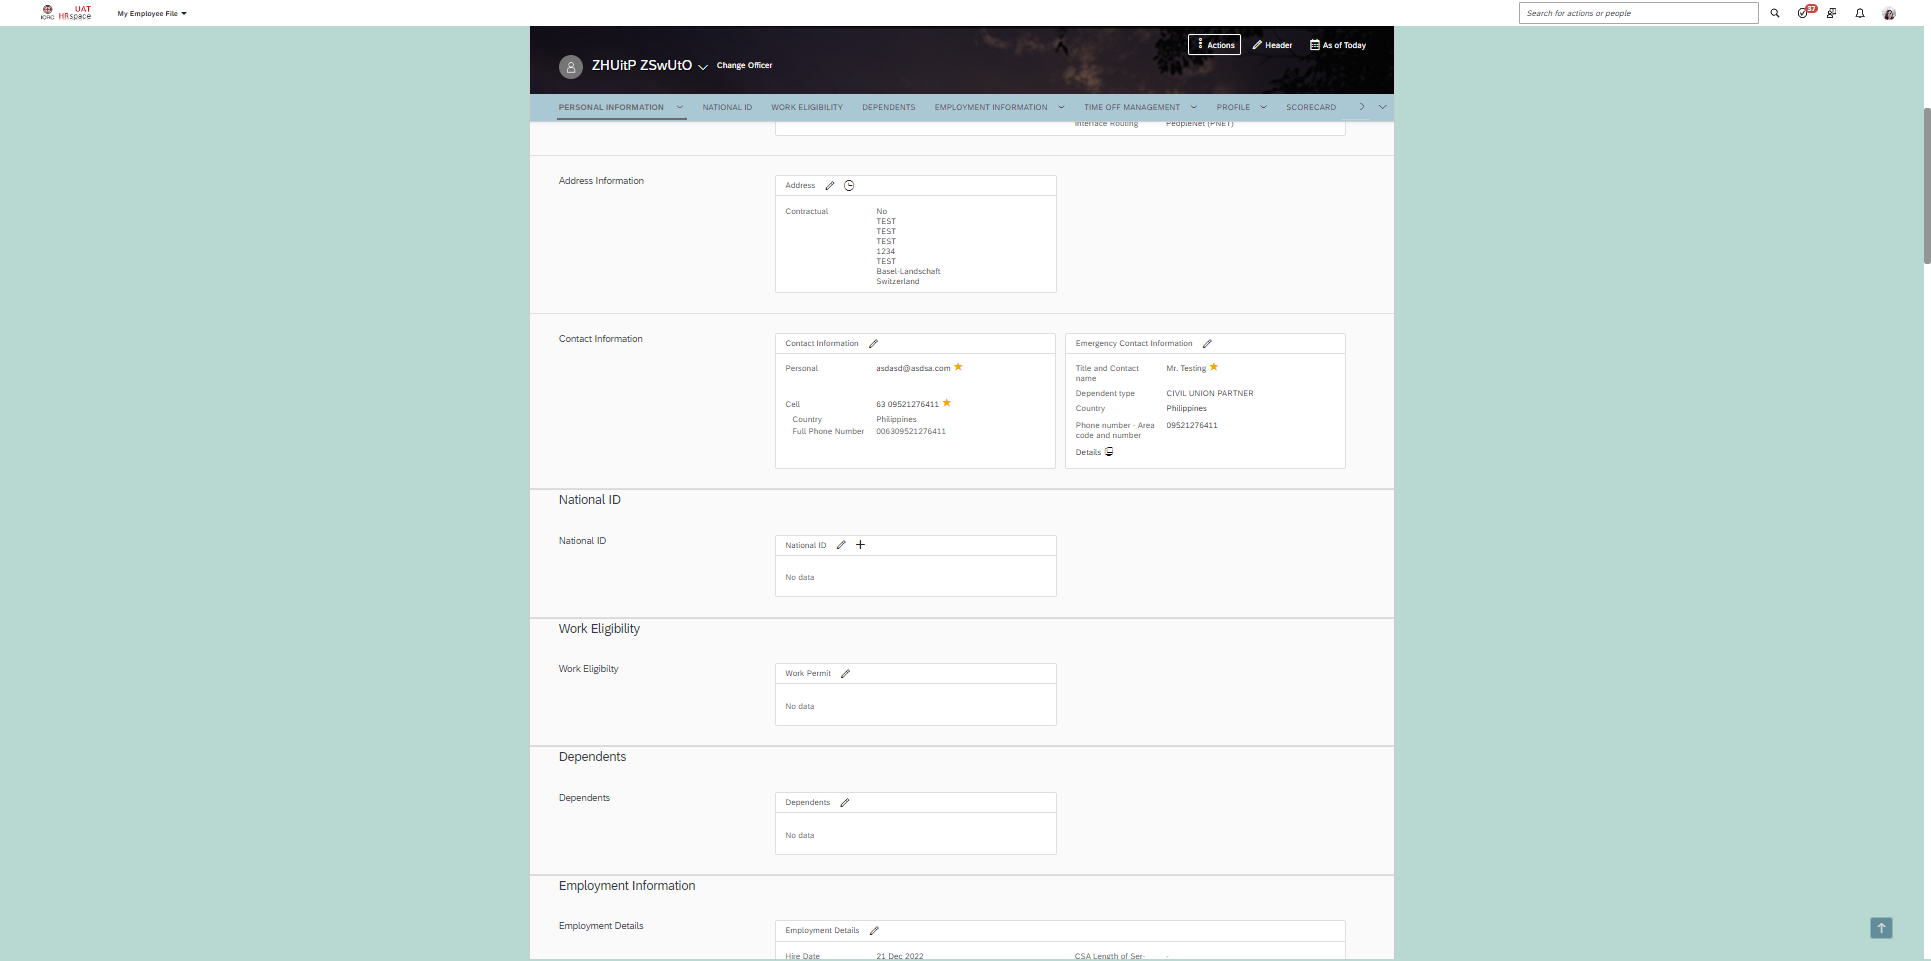 ICRC
UAT
HRspace
My Employee File
Search for actions or people
37
Actions
Header
As of Today
ZHUitP ZSwUtO
Change Officer
PERSONAL INFORMATION
NATIONAL ID
WORK ELIGIBILITY
DEPENDENTS
EMPLOYMENT INFORMATION
TIME OFF MANAGEMENT
PROFILE
SCORECARD
Interface Routing
PeopleNet (PNET)
Address Information
Address
Contractual
No
TEST
TEST
TEST
1234
TEST
Basel-Landschaft
Switzerland
Contact Information
Contact Information
Personal
asdasd@asdsa.com
Cell
63 09521276411
Country
Philippines
Full Phone Number
006309521276411
Emergency Contact Information
Title and Contact
name
Mr. Testing
Dependent type
CIVIL UNION PARTNER
Country
Philippines
Phone number - Area
code and number
09521276411
Details
National ID
National ID
National ID
No data
Work Eligibility
Work Eligibilty
Work Permit
No data
Dependents
Dependents
Dependents
No data
Employment Information
Employment Details
Employment Details
Hire Date
21 Dec 2022
CSA Length of Ser-
-